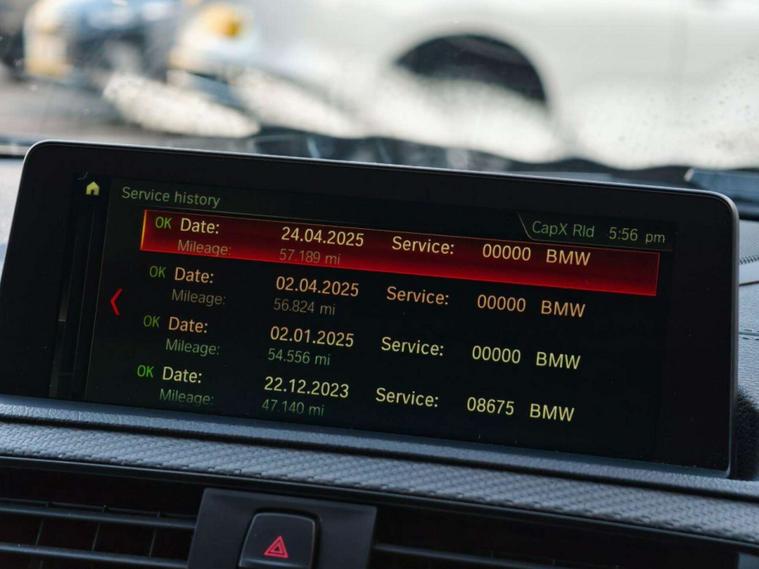 Service history
CapX Rld 5:56 pm
OK Date: 24.04.2025 Service: 00000 BMW
Mileage: 57.189 mi
OK Date: 02.04.2025 Service: 00000 BMW
Mileage: 56.824 mi
OK Date: 02.01.2025 Service: 00000 BMW
Mileage: 54.556 mi
OK Date: 22.12.2023 Service: 08675 BMW
Mileage: 47.140 mi